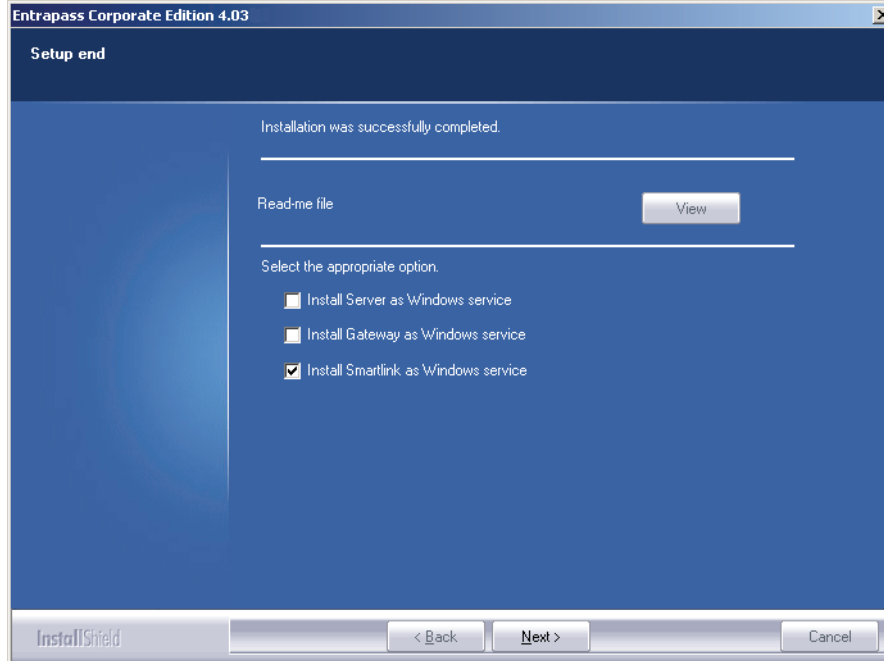 Entrapass Corporate Edition 4.03
Setup end
Installation was successfully completed.
Read-me file
View
Select the appropriate option.
Install Server as Windows service
Install Gateway as Windows service
Install Smartlink as Windows service
InstallShield
< Back
Next >
Cancel